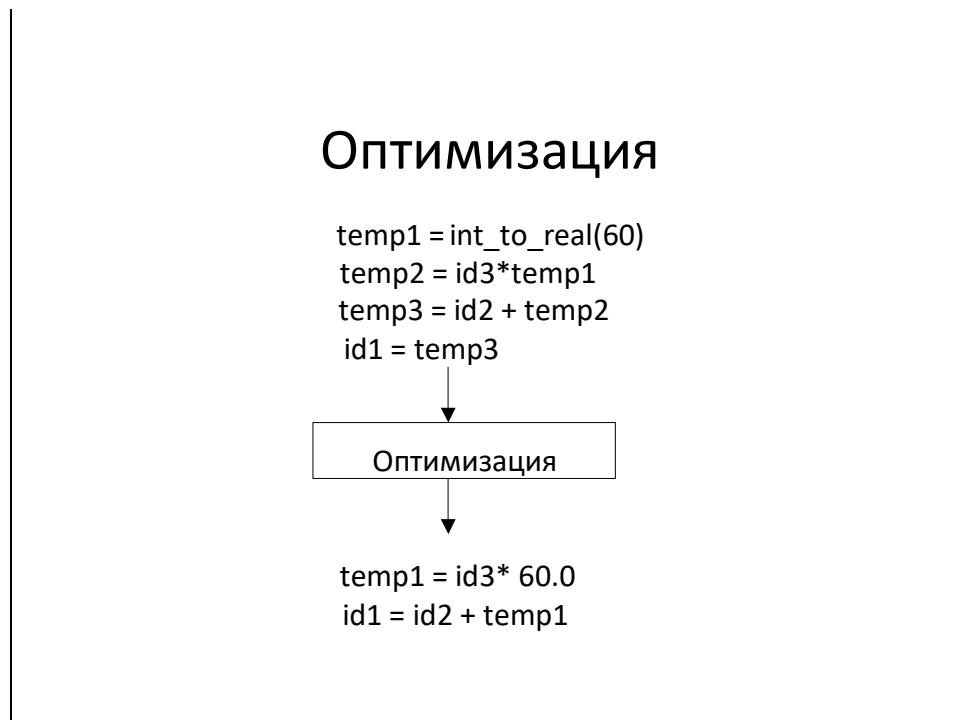 Оптимизация
temp1 = int_to_real(60)
temp2 = id3*temp1
temp3 = id2 + temp2
id1 = temp3
Оптимизация
temp1 = id3* 60.0
id1 = id2 + temp1